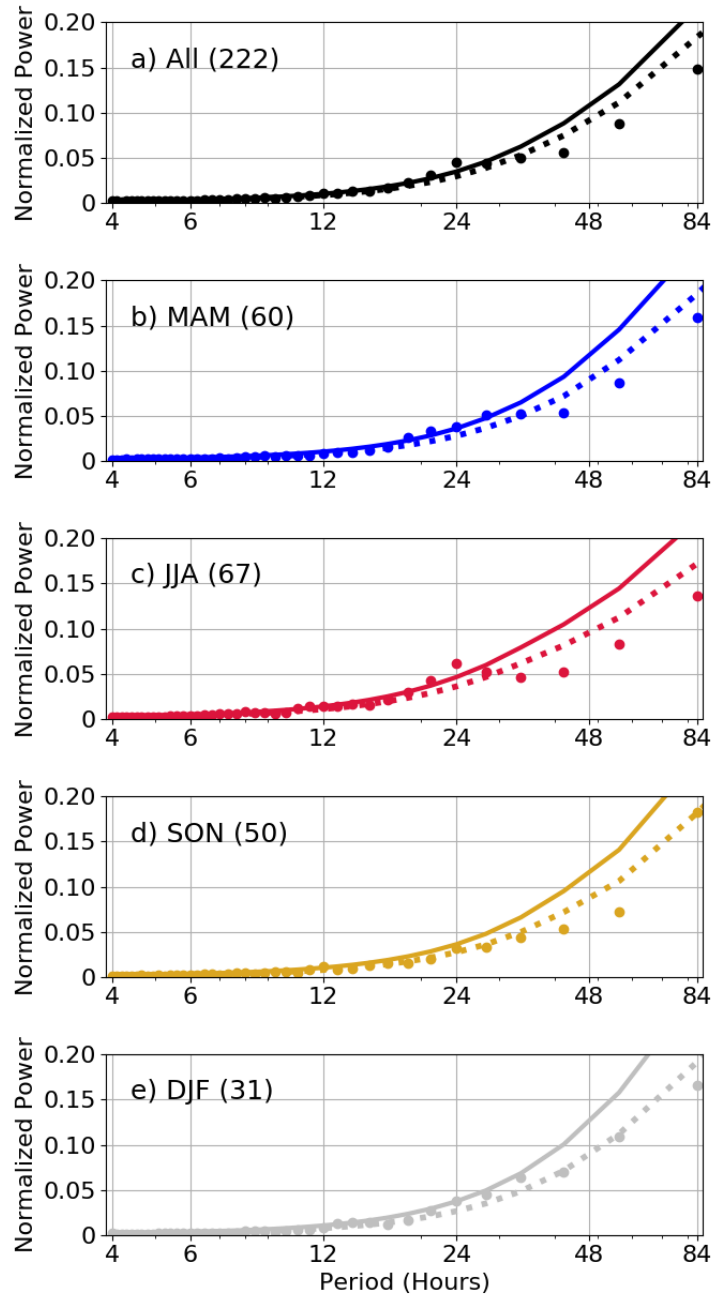 Normalized Power
0.20
0.15
0.10
0.05
0
a) All (222)
4 6 12 24 48 84
Normalized Power
0.20
0.15
0.10
0.05
0
b) MAM (60)
4 6 12 24 48 84
Normalized Power
0.20
0.15
0.10
0.05
0
c) JJA (67)
4 6 12 24 48 84
Normalized Power
0.20
0.15
0.10
0.05
0
d) SON (50)
4 6 12 24 48 84
Normalized Power
0.20
0.15
0.10
0.05
0
e) DJF (31)
4 6 12 24 48 84
Period (Hours)